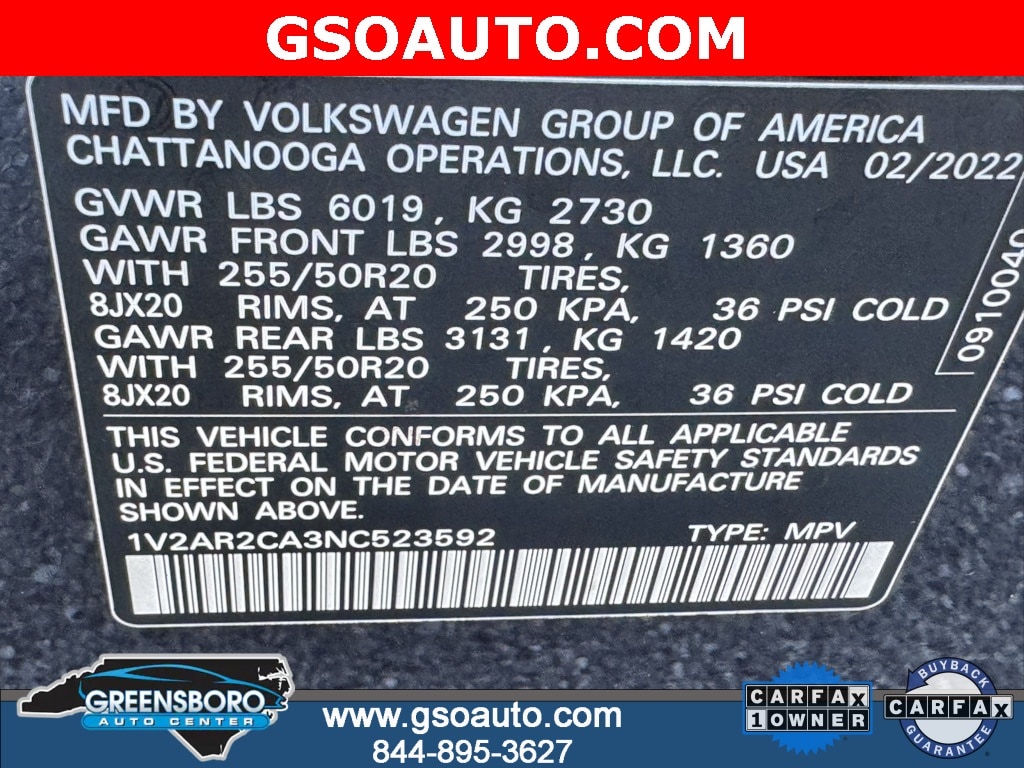 GSOAUTO.COM
MFD BY VOLKSWAGEN GROUP OF AMERICA
CHATTANOOGA OPERATIONS, LLC. USA 02/2022
GVWR LBS 6019, KG 2730
GAWR FRONT LBS 2998, KG 1360
WITH 255/50R20 TIRES,
8JX20 RIMS, AT 250 KPA, 36 PSI COLD
GAWR REAR LBS 3131, KG 1420
WITH 255/50R20 TIRES,
8JX20 RIMS, AT 250 KPA, 36 PSI COLD
0910040
THIS VEHICLE CONFORMS TO ALL APPLICABLE
U.S. FEDERAL MOTOR VEHICLE SAFETY STANDARDS
IN EFFECT ON THE DATE OF MANUFACTURE
SHOWN ABOVE.
1V2AR2CA3NC523592 TYPE: MPV
GREENSBORO
AUTO CENTER
www.gsoauto.com
844-895-3627
CARFAX
1 OWNER
BUYBACK
CARFAX
GUARANTEE